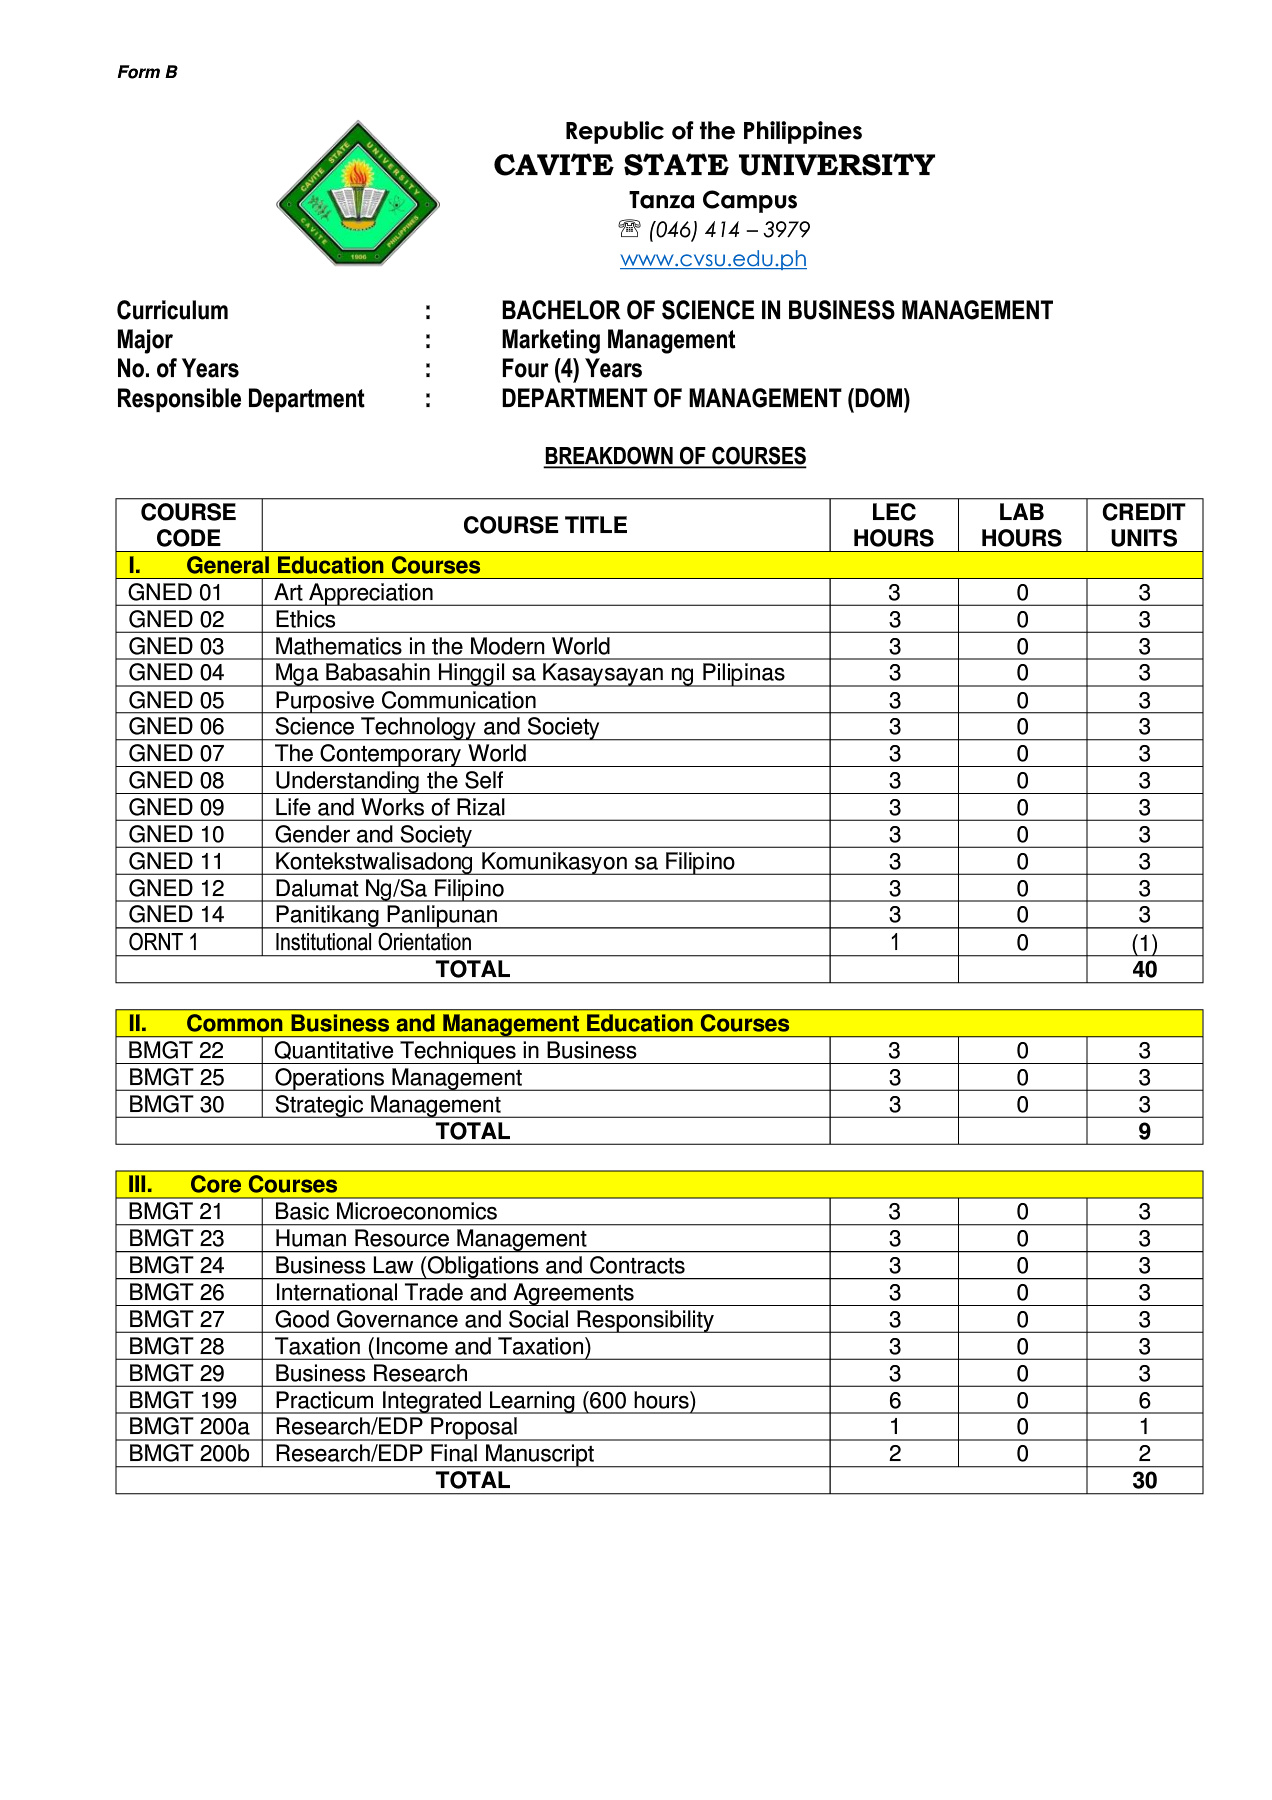 Form B
CAVITE STATE UNIVERSITY
CAVITE PHILIPPINES
1906
Republic of the Philippines
CAVITE STATE UNIVERSITY
Tanza Campus
☏ (046) 414 – 3979
www.cvsu.edu.ph
Curriculum : BACHELOR OF SCIENCE IN BUSINESS MANAGEMENT
Major : Marketing Management
No. of Years : Four (4) Years
Responsible Department : DEPARTMENT OF MANAGEMENT (DOM)
BREAKDOWN OF COURSES
COURSE CODE COURSE TITLE LEC HOURS LAB HOURS CREDIT UNITS
I. General Education Courses
GNED 01 Art Appreciation 3 0 3
GNED 02 Ethics 3 0 3
GNED 03 Mathematics in the Modern World 3 0 3
GNED 04 Mga Babasahin Hinggil sa Kasaysayan ng Pilipinas 3 0 3
GNED 05 Purposive Communication 3 0 3
GNED 06 Science Technology and Society 3 0 3
GNED 07 The Contemporary World 3 0 3
GNED 08 Understanding the Self 3 0 3
GNED 09 Life and Works of Rizal 3 0 3
GNED 10 Gender and Society 3 0 3
GNED 11 Kontekstwalisadong Komunikasyon sa Filipino 3 0 3
GNED 12 Dalumat Ng/Sa Filipino 3 0 3
GNED 14 Panitikang Panlipunan 3 0 3
ORNT 1 Institutional Orientation 1 0 (1)
TOTAL 40
II. Common Business and Management Education Courses
BMGT 22 Quantitative Techniques in Business 3 0 3
BMGT 25 Operations Management 3 0 3
BMGT 30 Strategic Management 3 0 3
TOTAL 9
III. Core Courses
BMGT 21 Basic Microeconomics 3 0 3
BMGT 23 Human Resource Management 3 0 3
BMGT 24 Business Law (Obligations and Contracts 3 0 3
BMGT 26 International Trade and Agreements 3 0 3
BMGT 27 Good Governance and Social Responsibility 3 0 3
BMGT 28 Taxation (Income and Taxation) 3 0 3
BMGT 29 Business Research 3 0 3
BMGT 199 Practicum Integrated Learning (600 hours) 6 0 6
BMGT 200a Research/EDP Proposal 1 0 1
BMGT 200b Research/EDP Final Manuscript 2 0 2
TOTAL 30